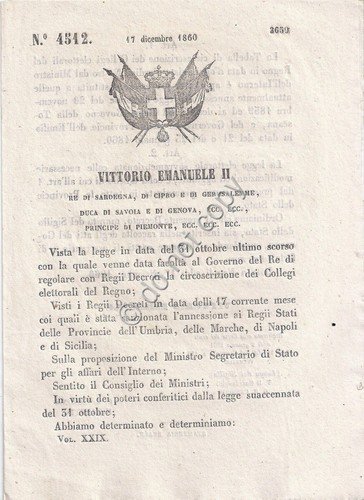 N.º 4512.
17 dicembre 1860
3659
VITTORIO EMANUELE II
RE DI SARDEGNA, DI CIPRO E DI GERUSALEMME,
DUCA DI SAVOIA E DI GENOVA, ECC. ECC.,
PRINCIPE DI PIEMONTE, ECC. ECC. ECC.
Vista la legge in data del 31 ottobre ultimo scorso
con la quale venne data facoltà al Governo del Re di
regolare con Regii Decreti la circoscrizione dei Collegi
elettorali del Regno;
Visti i Regii Decreti in data delli 17 corrente mese
coi quali è stata sanzionata l'annessione ai Regii Stati
delle Provincie dell'Umbria, delle Marche, di Napoli
e di Sicilia;
Sulla proposizione del Ministro Segretario di Stato
per gli affari dell'Interno;
Sentito il Consiglio dei Ministri;
In virtù dei poteri conferitici dalla legge suaccennata
del 31 ottobre;
Abbiamo determinato e determiniamo:
VOL. XXIX.
do not copy